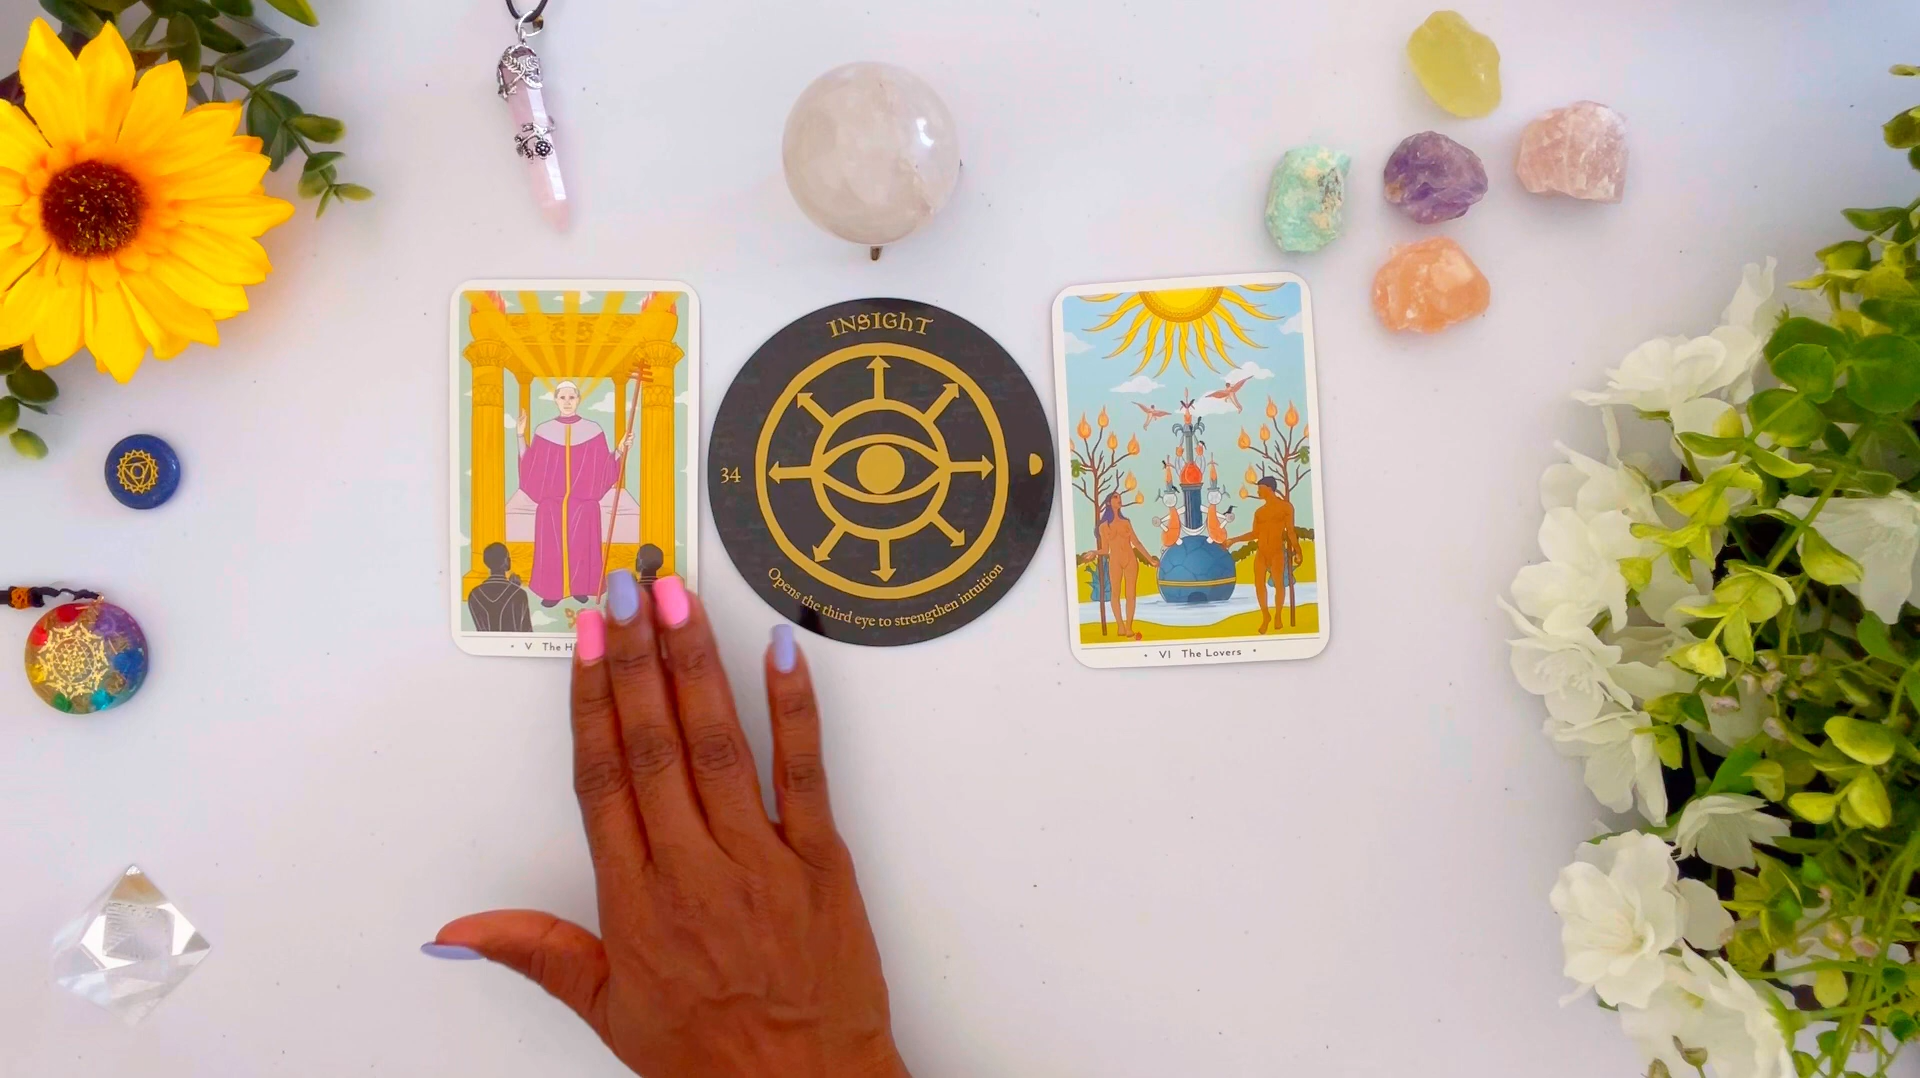 INSIGhT
34
Opens the third eye to strengthen intuition
V The
VI The Lovers